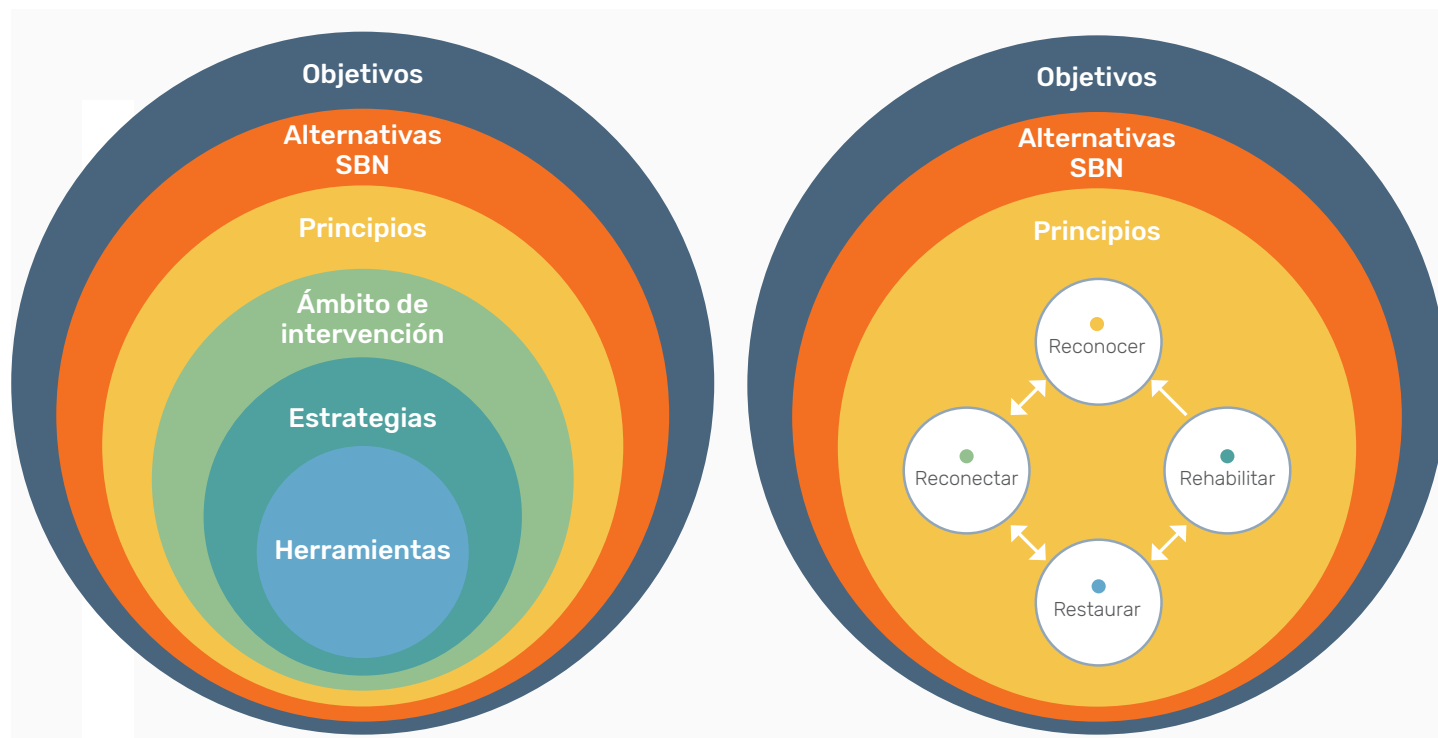 Objetivos
Alternativas
SBN
Principios
Ámbito de
intervención
Estrategias
Herramientas
Objetivos
Alternativas
SBN
Principios
Reconocer
Reconectar
Rehabilitar
Restaurar